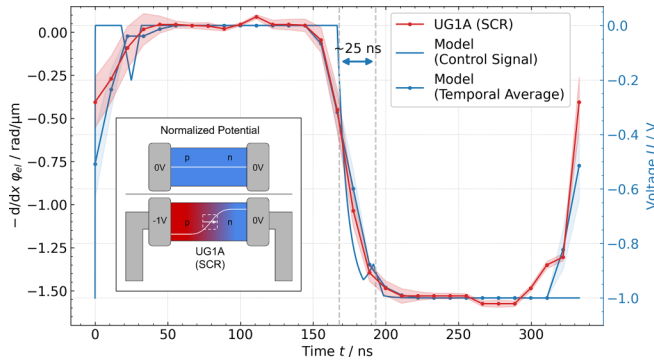 0.00
−0.25
−0.50
−0.75
−1.00
−1.25
−1.50
− d/dx φel / rad/μm
0
50
100
150
200
250
300
Time t / ns
0.0
−0.2
−0.4
−0.6
−0.8
−1.0
Voltage U / V
UG1A (SCR)
Model
(Control Signal)
Model
(Temporal Average)
~25 ns
Normalized Potential
p n
0V 0V
-1V p n 0V
UG1A
(SCR)